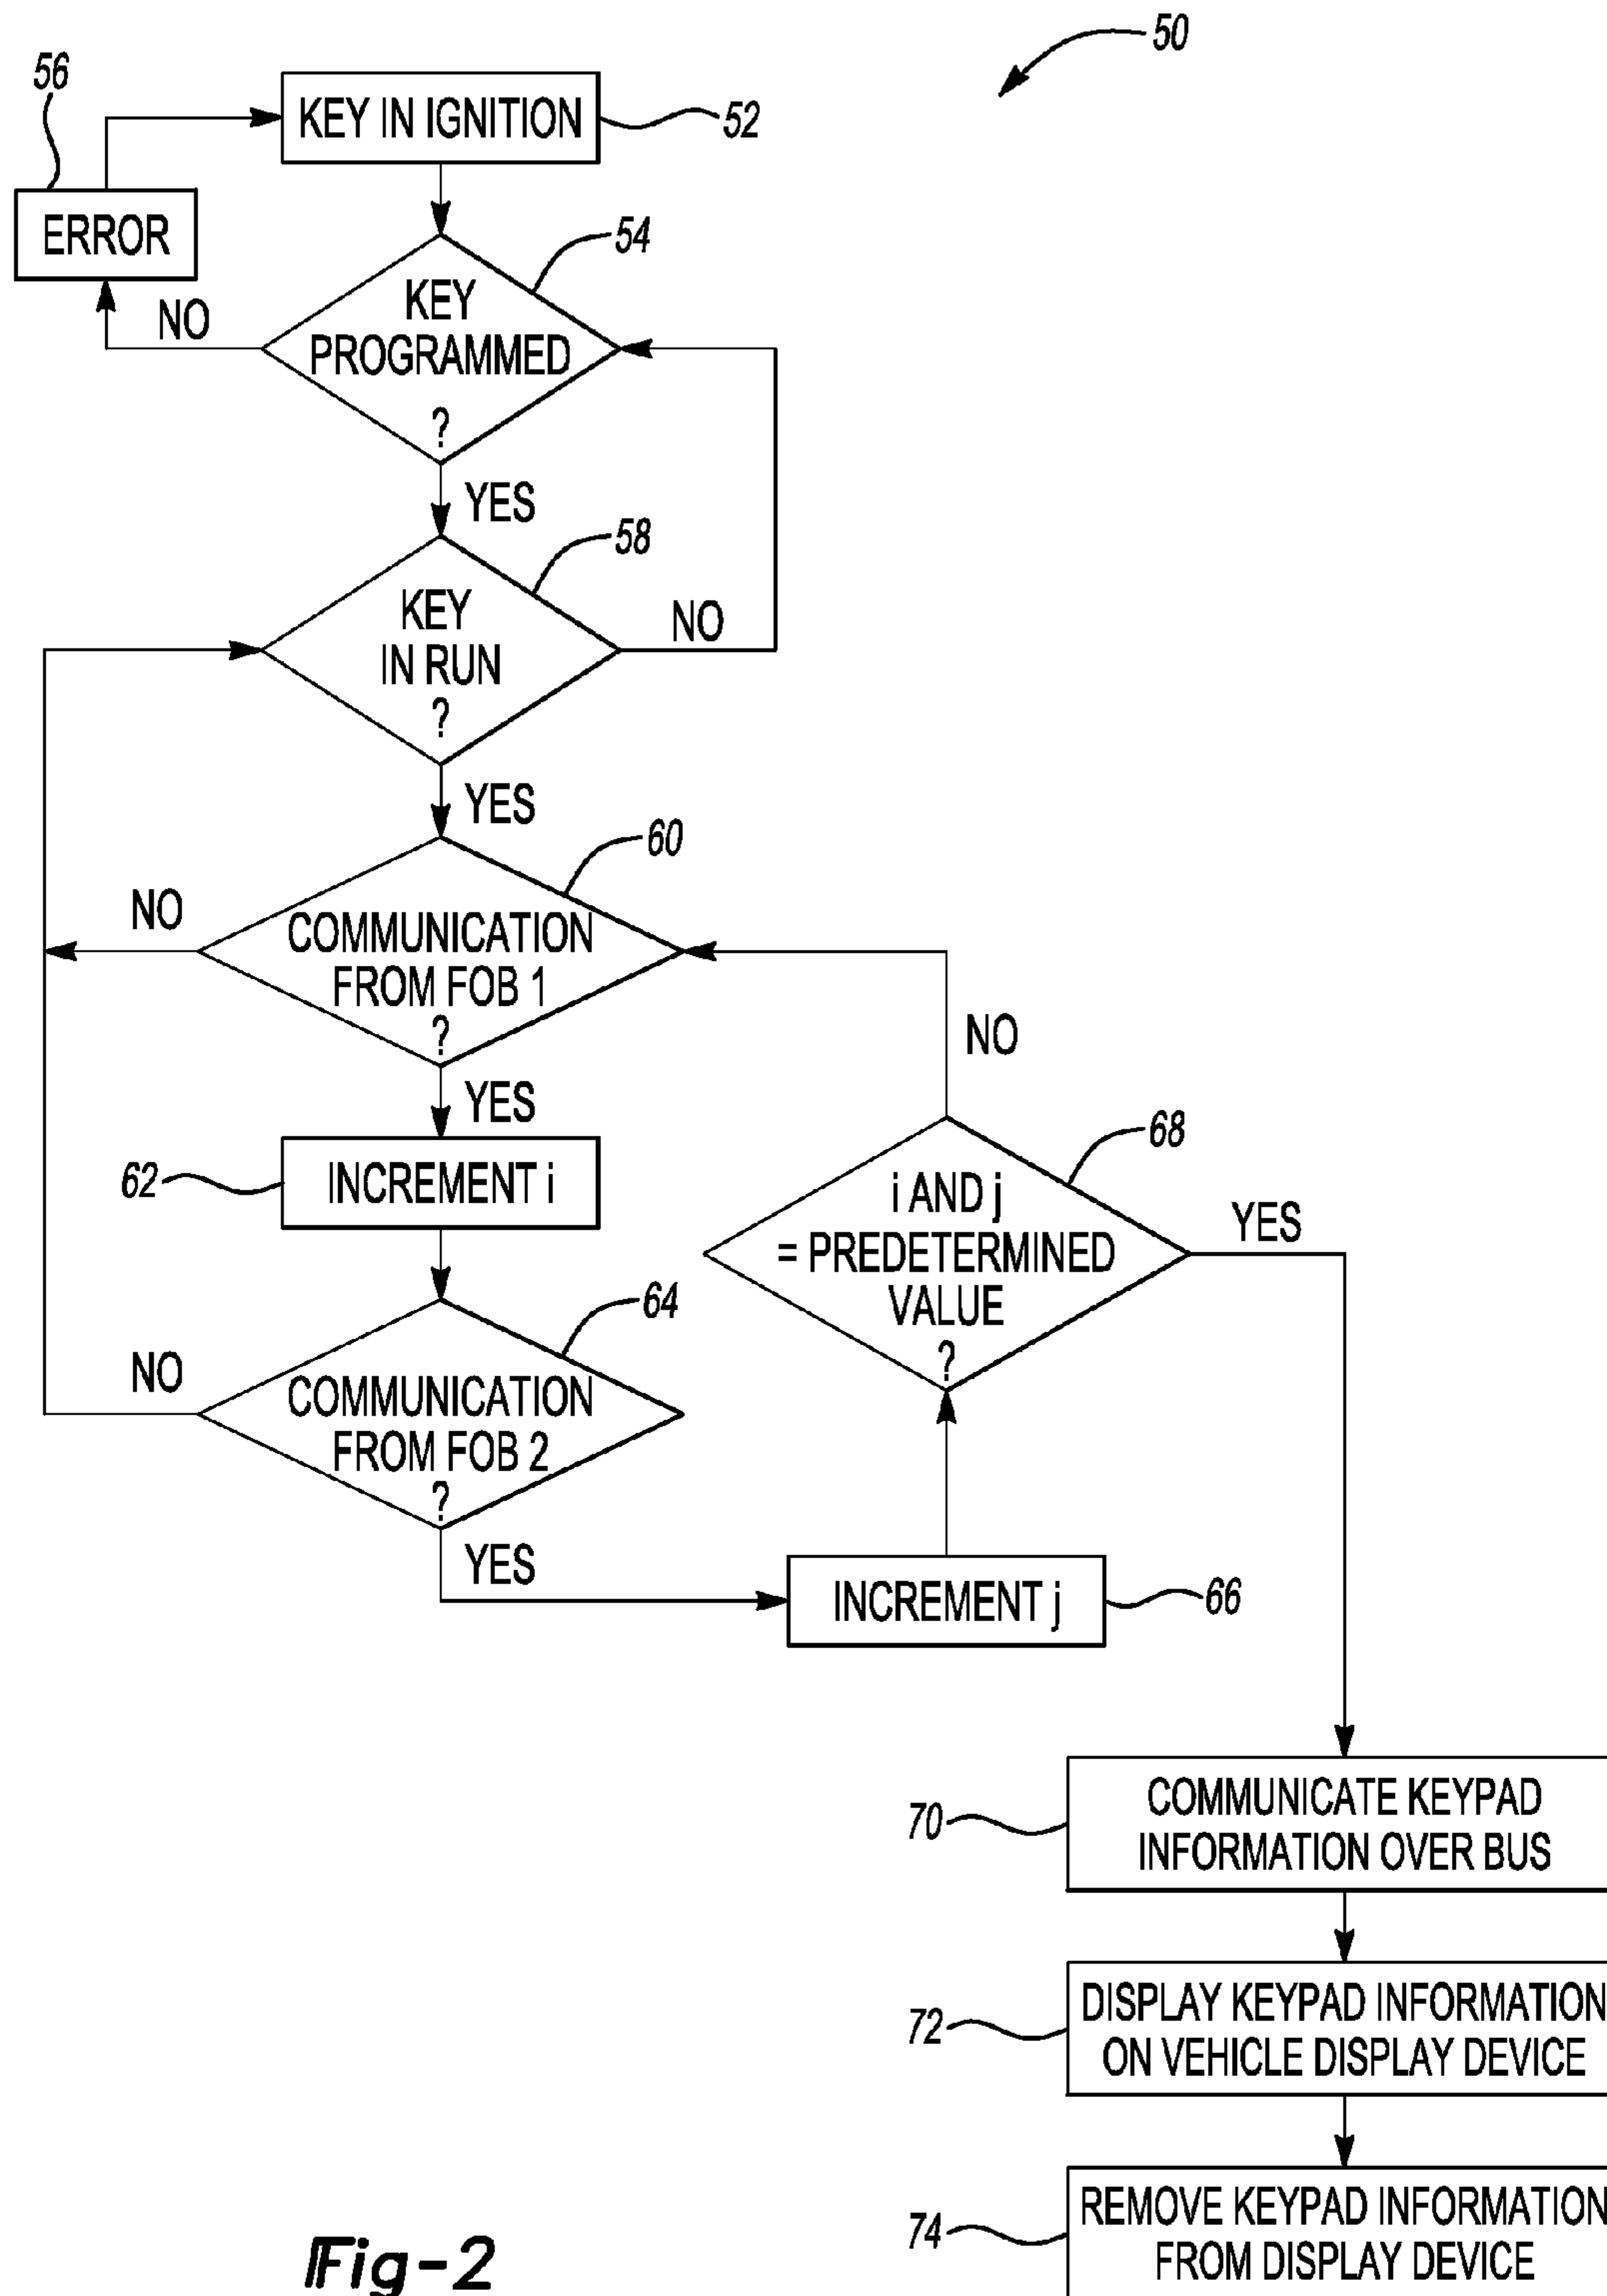 50
56
KEY IN IGNITION
52
ERROR
54
KEY
PROGRAMMED
?
NO
YES
58
KEY
IN RUN
?
NO
YES
60
NO
COMMUNICATION
FROM FOB 1
?
NO
YES
68
62
INCREMENT i
i AND j
= PREDETERMINED
VALUE
?
YES
64
NO
COMMUNICATION
FROM FOB 2
?
YES
INCREMENT j
66
70
COMMUNICATE KEYPAD
INFORMATION OVER BUS
72
DISPLAY KEYPAD INFORMATION
ON VEHICLE DISPLAY DEVICE
74
REMOVE KEYPAD INFORMATION
FROM DISPLAY DEVICE
Fig-2